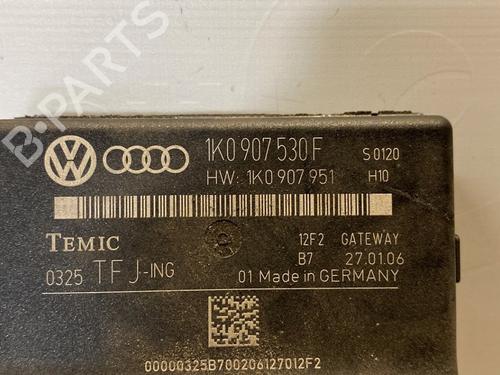 B-PARTS
1K0 907 530 F S 0120
HW: 1K0 907 951 H10
TEMIC 12F2 GATEWAY
B7 27.01.06
0325 TF J-ING 01 Made in GERMANY
00000325B700206127012F2